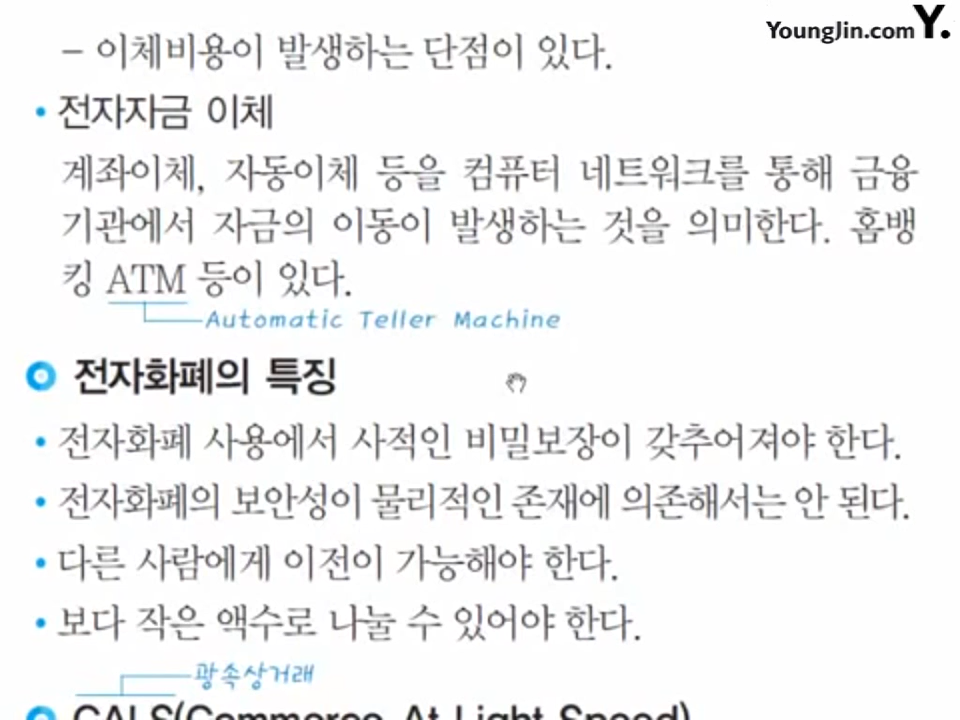 YoungJin.com Y.
– 이체비용이 발생하는 단점이 있다.
• 전자자금 이체
계좌이체, 자동이체 등을 컴퓨터 네트워크를 통해 금융
기관에서 자금의 이동이 발생하는 것을 의미한다. 홈뱅
킹 ATM 등이 있다.
Automatic Teller Machine
전자화폐의 특징
• 전자화폐 사용에서 사적인 비밀보장이 갖추어져야 한다.
• 전자화폐의 보안성이 물리적인 존재에 의존해서는 안 된다.
• 다른 사람에게 이전이 가능해야 한다.
• 보다 작은 액수로 나눌 수 있어야 한다.
광속상거래
CALS(Commerce At Light Speed)